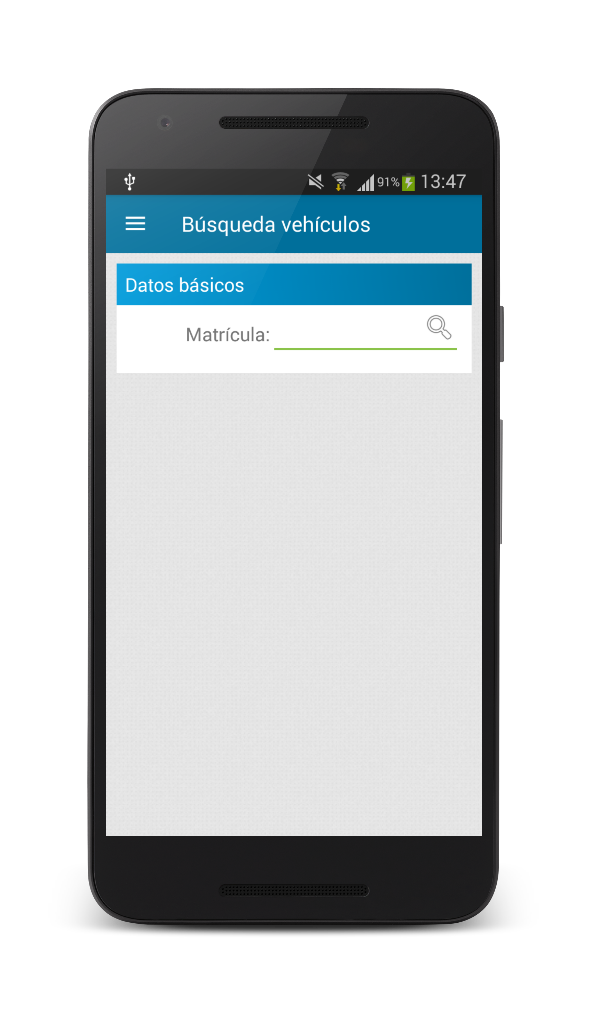 91% 13:47
Búsqueda vehículos
Datos básicos
Matrícula: